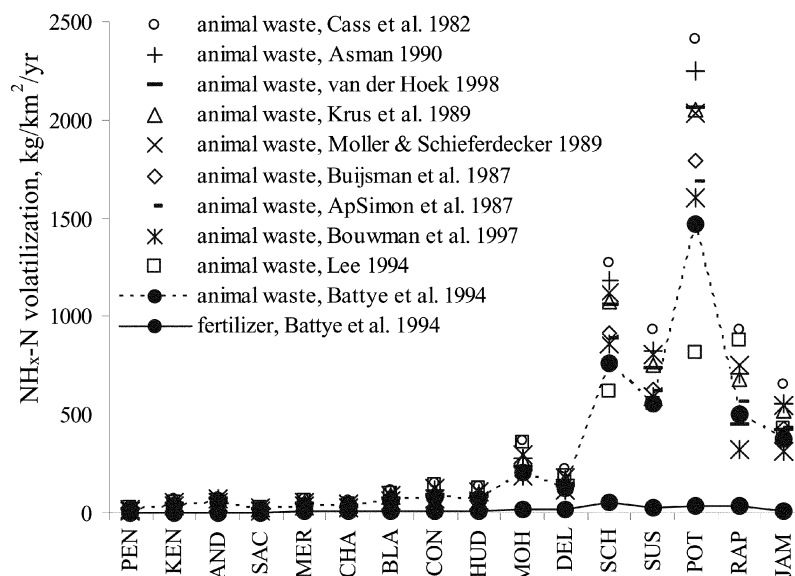 NHx-N volatilization, kg/km²/yr
2500
2000
1500
1000
500
0
animal waste, Cass et al. 1982
animal waste, Asman 1990
animal waste, van der Hoek 1998
animal waste, Krus et al. 1989
animal waste, Moller & Schieferdecker 1989
animal waste, Buijsman et al. 1987
animal waste, ApSimon et al. 1987
animal waste, Bouwman et al. 1997
animal waste, Lee 1994
animal waste, Battye et al. 1994
fertilizer, Battye et al. 1994
PEN
KEN
AND
SAC
MER
CHA
BLA
CON
HUD
MOH
DEL
SCH
SUS
POT
RAP
JAM